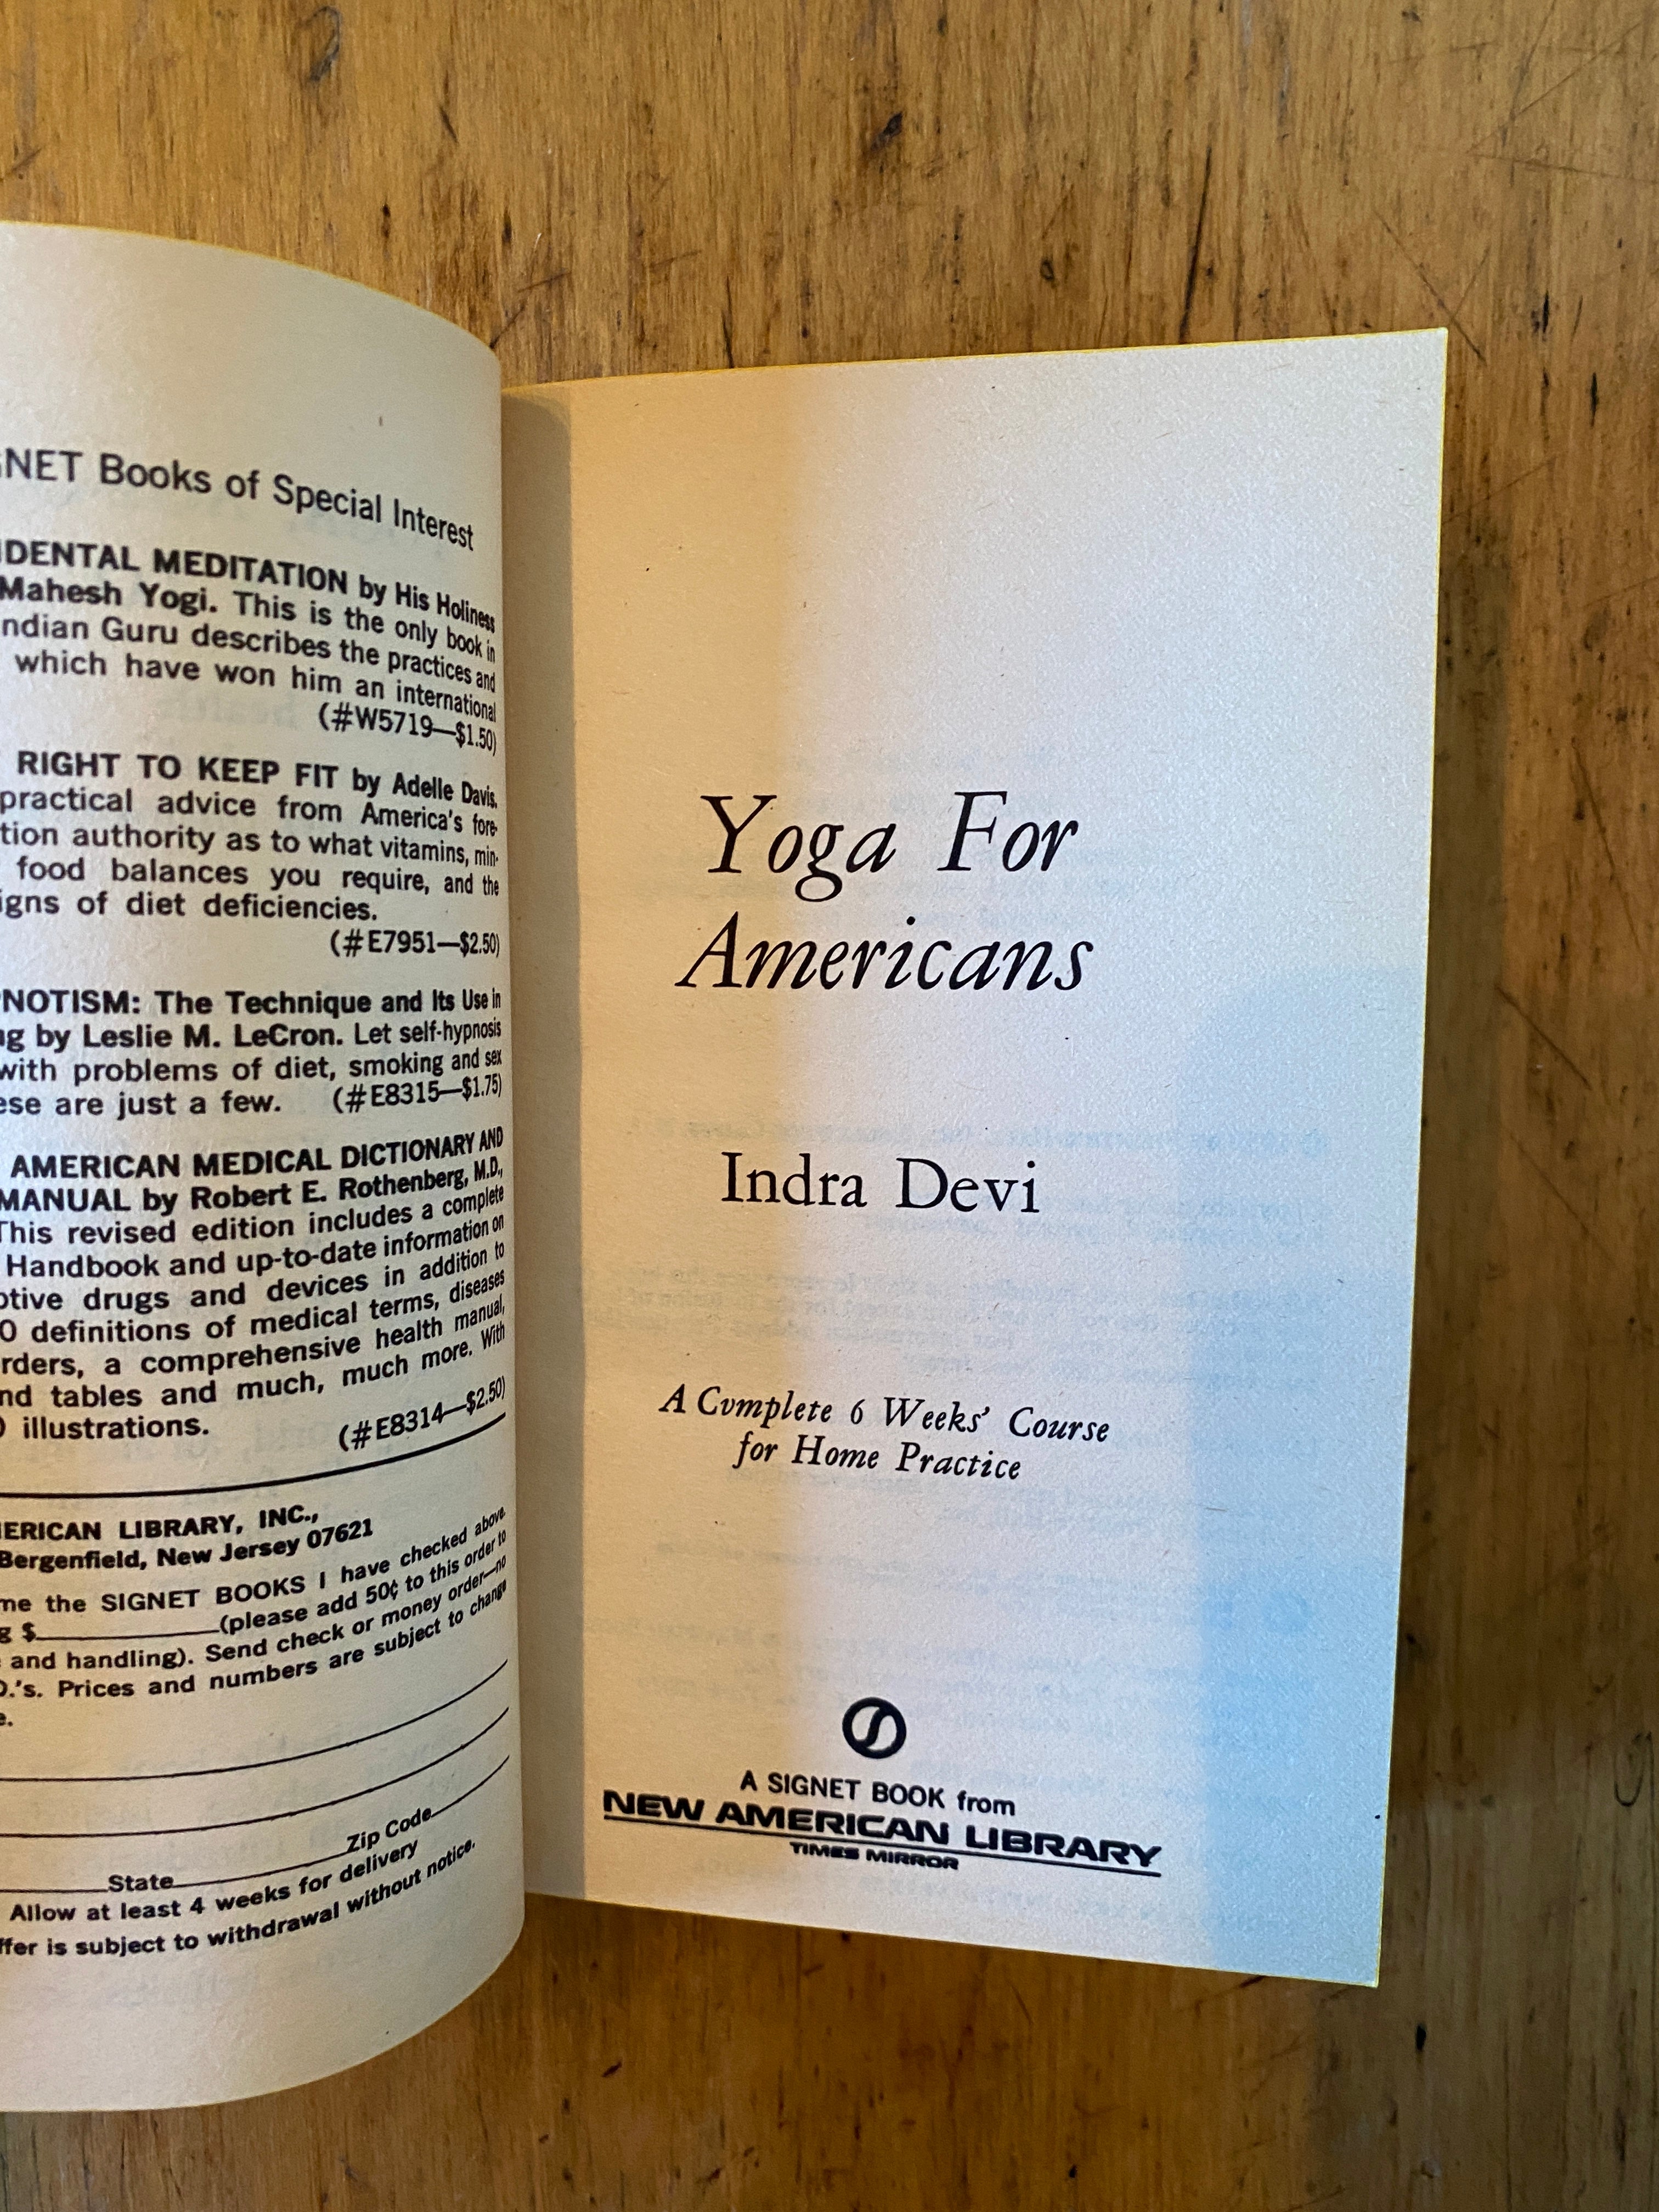 GNET Books of Special Interest
IDENTAL MEDITATION by His Holiness
Mahesh Yogi. This is the only book in
ndian Guru describes the practices and
which have won him an international
(#W5719—$1.50)
RIGHT TO KEEP FIT by Adelle Davis.
practical advice from America's fore-
tion authority as to what vitamins, min-
food balances you require, and the
igns of diet deficiencies.
(#E7951—$2.50)
NOTISM: The Technique and Its Use in
g by Leslie M. LeCron. Let self-hypnosis
with problems of diet, smoking and sex
ese are just a few. (#E8315—$1.75)
AMERICAN MEDICAL DICTIONARY AND
MANUAL by Robert E. Rothenberg, M.D.,
This revised edition includes a complete
Handbook and up-to-date information on
ptive drugs and devices in addition to
0 definitions of medical terms, diseases
rders, a comprehensive health manual,
nd tables and much, much more. With
0 illustrations. (#E8314—$2.50)
ERICAN LIBRARY, INC.,
Bergenfield, New Jersey 07621
me the SIGNET BOOKS I have checked above.
g $ (please add 50¢ to this order to
and handling). Send check or money order—no
D.'s. Prices and numbers are subject to change
e.
State Zip Code
Allow at least 4 weeks for delivery
ffer is subject to withdrawal without notice.
Yoga For
Americans
Indra Devi
A Cvmplete 6 Weeks' Course
for Home Practice
A SIGNET BOOK from
NEW AMERICAN LIBRARY
TIMES MIRROR